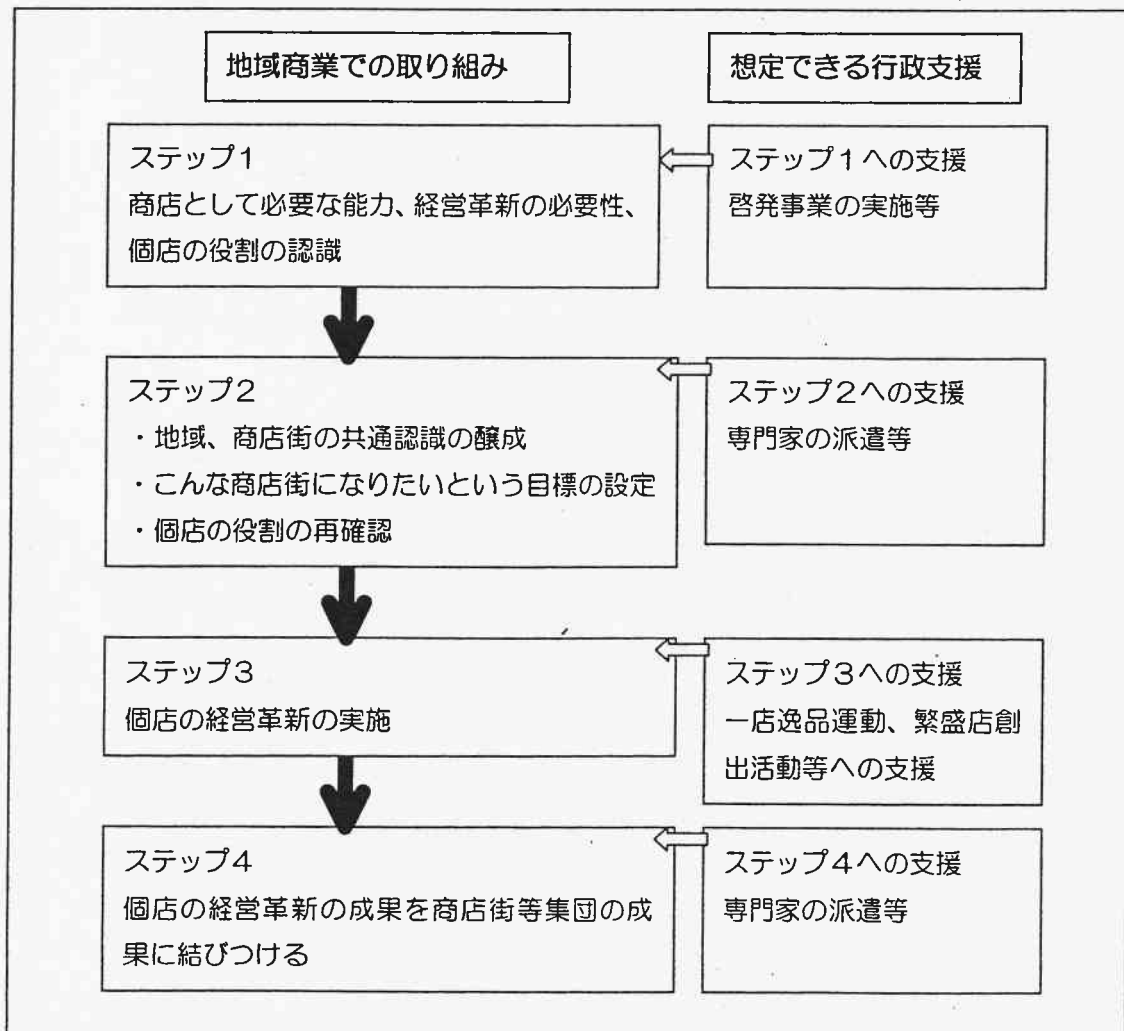 地域商業での取り組み
想定できる行政支援
ステップ1
商店として必要な能力、経営革新の必要性、
個店の役割の認識
ステップ1への支援
啓発事業の実施等
ステップ2
・地域、商店街の共通認識の醸成
・こんな商店街になりたいという目標の設定
・個店の役割の再確認
ステップ2への支援
専門家の派遣等
ステップ3
個店の経営革新の実施
ステップ3への支援
一店逸品運動、繁盛店創
出活動等への支援
ステップ4
個店の経営革新の成果を商店街等集団の成
果に結びつける
ステップ4への支援
専門家の派遣等